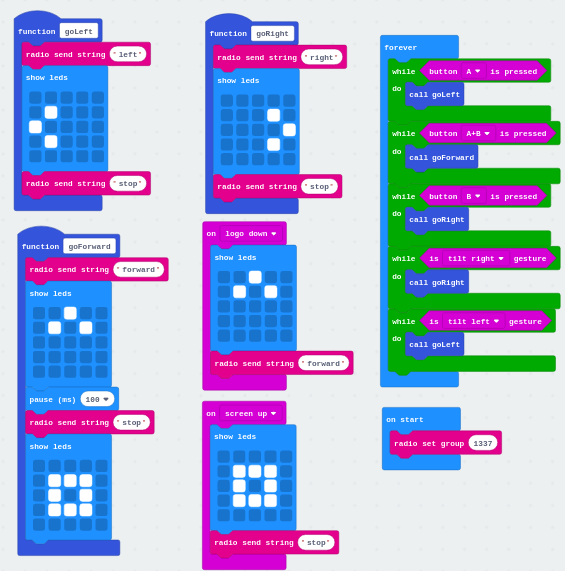 function goLeft
radio send string "left"
show leds
radio send string "stop"
function goRight
radio send string "right"
show leds
radio send string "stop"
forever
while button A ▼ is pressed
do call goLeft
while button A+B ▼ is pressed
do call goForward
while button B ▼ is pressed
do call goRight
while is tilt right ▼ gesture
do call goRight
while is tilt left ▼ gesture
do call goLeft
function goForward
radio send string "forward"
show leds
pause (ms) 100 ▼
radio send string "stop"
show leds
on logo down ▼
show leds
radio send string "forward"
on screen up ▼
show leds
radio send string "stop"
on start
radio set group 1337